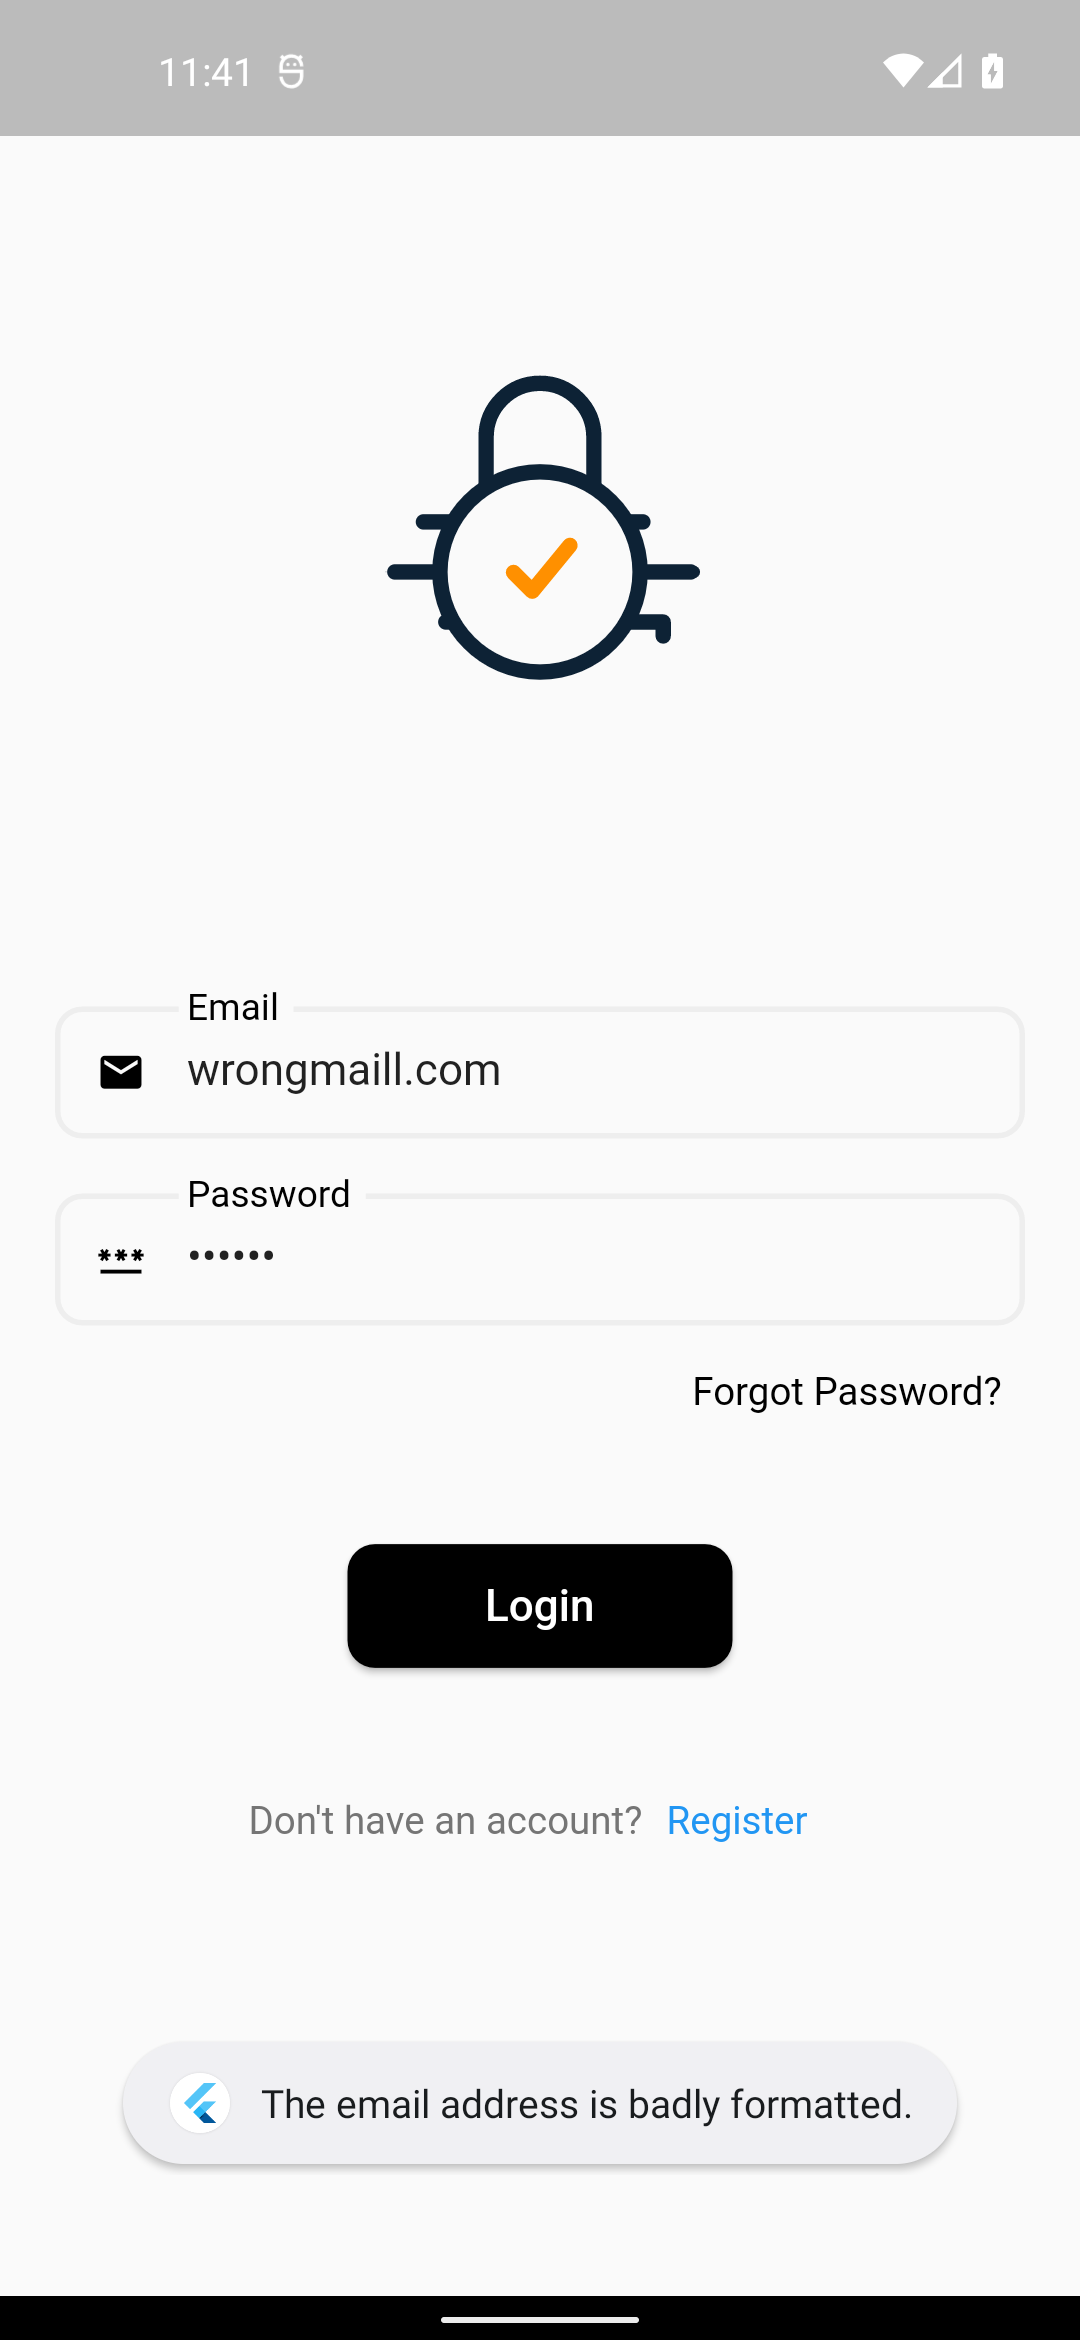 11:41
Email
wrongmaill.com
Password
••••••
Forgot Password?
Login
Don't have an account? Register
The email address is badly formatted.